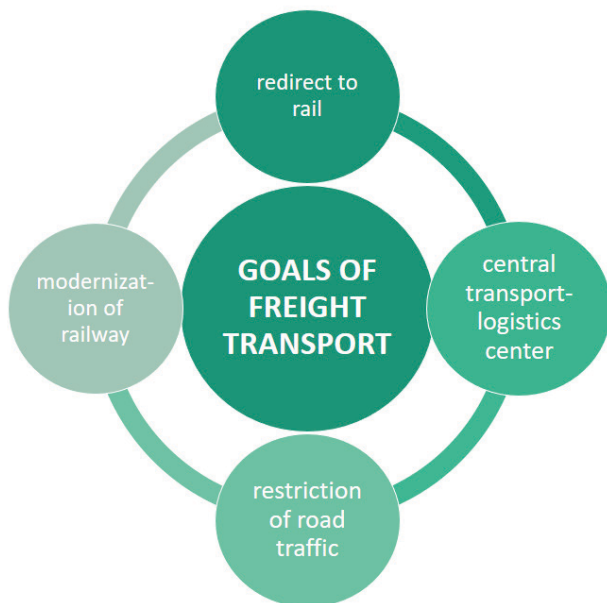 redirect to
rail
GOALS OF
FREIGHT
TRANSPORT
central
transport-
logistics
center
restriction
of road
traffic
modernizat-
ion of
railway